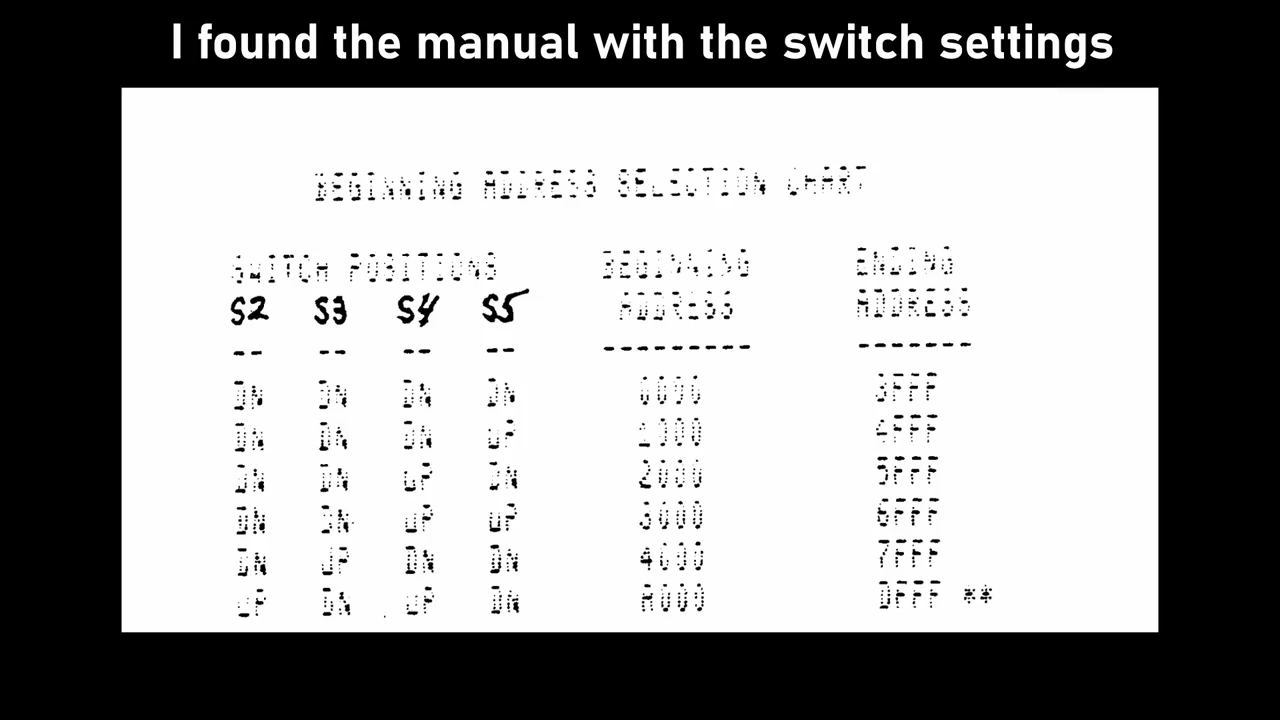 I found the manual with the switch settings
BEGINNING ADDRESS SELECTION CHART
SWITCH POSITIONS BEGINNING ENDING
S2 S3 S4 S5 ADDRESS ADDRESS
-- -- -- -- -------- -------
DN DN DN DN 0000 3FFF
DN DN DN UP 1000 4FFF
DN DN UP DN 2000 5FFF
DN DN UP UP 3000 6FFF
DN UP DN DN 4000 7FFF
UP DN UP DN A000 DFFF **